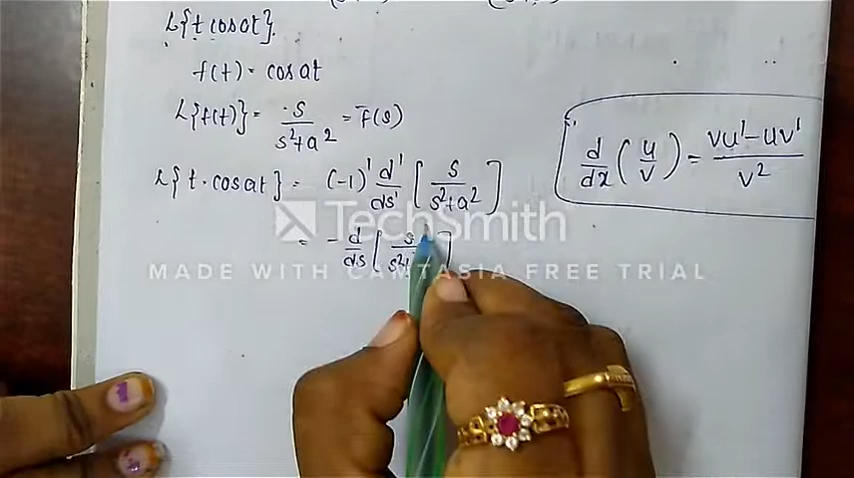 L{t cosat}.
f(t) = cosat
L{f(t)} = s/(s²+a²) = F̄(s)
L{t.cosat} = (-1)¹ d¹/ds¹ [s/(s²+a²)]
= - d/ds [s/(s²+
d/dx (u/v) = (vu' - uv')/v²
TechSmith
MADE WITH CAMTASIA FREE TRIAL